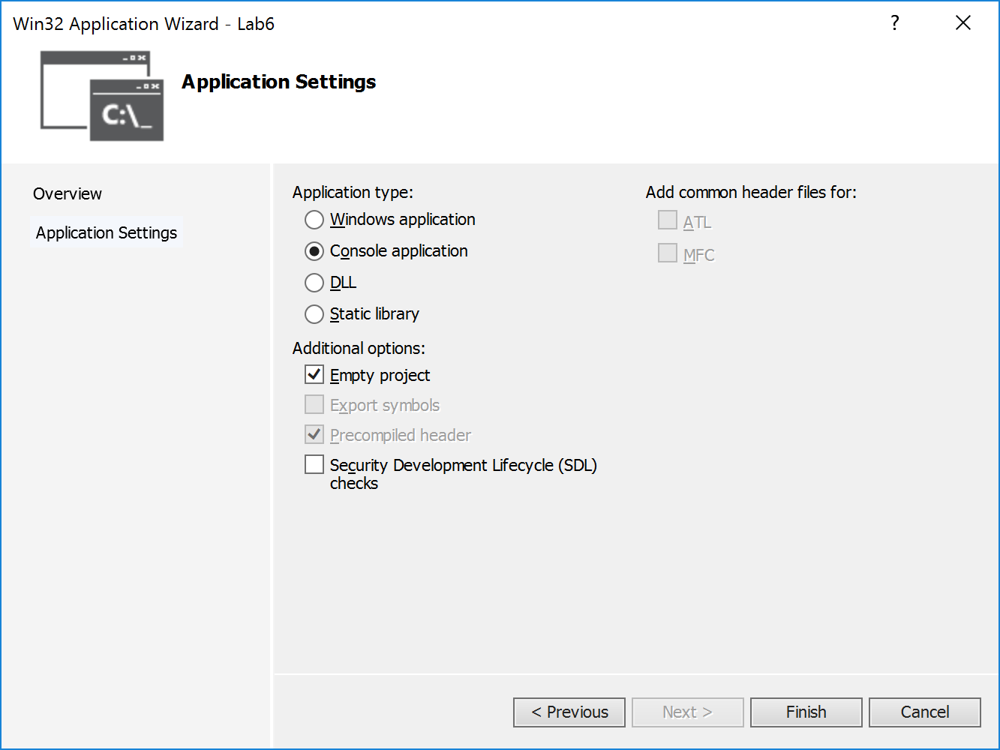 Win32 Application Wizard - Lab6
?
C:\_
Application Settings
Overview
Application Settings
Application type:
Windows application
Console application
DLL
Static library
Additional options:
Empty project
Export symbols
Precompiled header
Security Development Lifecycle (SDL)
checks
Add common header files for:
ATL
MFC
< Previous
Next >
Finish
Cancel